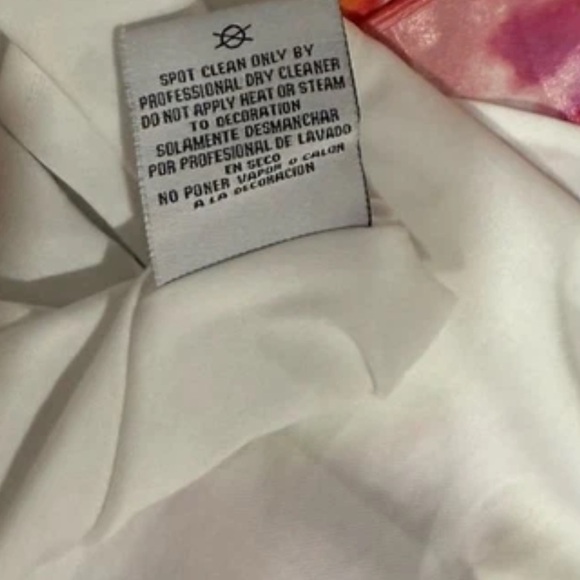 SPOT CLEAN ONLY BY
PROFESSIONAL DRY CLEANER
DO NOT APPLY HEAT OR STEAM
TO DECORATION
SOLAMENTE DESMANCHAR
POR PROFESIONAL DE LAVADO
EN SECO
NO PONER VAPOR O CALOR
A LA DECORACION